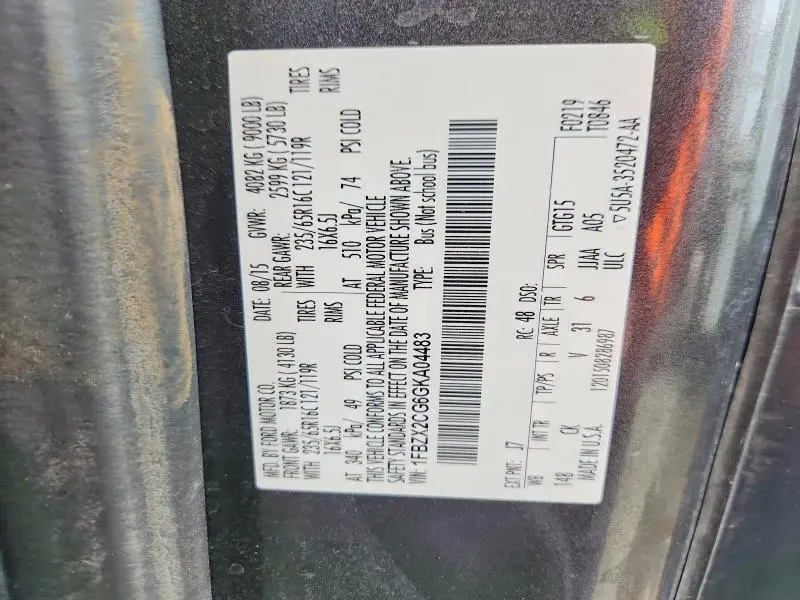 MFD. BY FORD MOTOR CO. DATE: 08/15 GVWR: 4082 KG ( 9000 LB)
FRONT GAWR: 1873 KG ( 4130 LB) REAR GAWR: 2599 KG ( 5730 LB)
WITH 235/65R16C 121/119R TIRES WITH 235/65R16C 121/119R TIRES
16X6.5J RIMS 16X6.5J RIMS
AT 340 kPa/ 49 PSI COLD AT 510 kPa/ 74 PSI COLD
THIS VEHICLE CONFORMS TO ALL APPLICABLE FEDERAL MOTOR VEHICLE
SAFETY STANDARDS IN EFFECT ON THE DATE OF MANUFACTURE SHOWN ABOVE.
VIN: 1FBZX2CG6GKA04483 TYPE: Bus (Not school bus)
EXT PNT: J7 RC: 48 DSO: F0219
T0846
WB INT TR TP/PS R AXLE TR SPR GTGT5
148 CK V 31 6 JJAA A05
MADE IN U.S.A. ULC
1Z01508286987 5U5A-3520472-AA